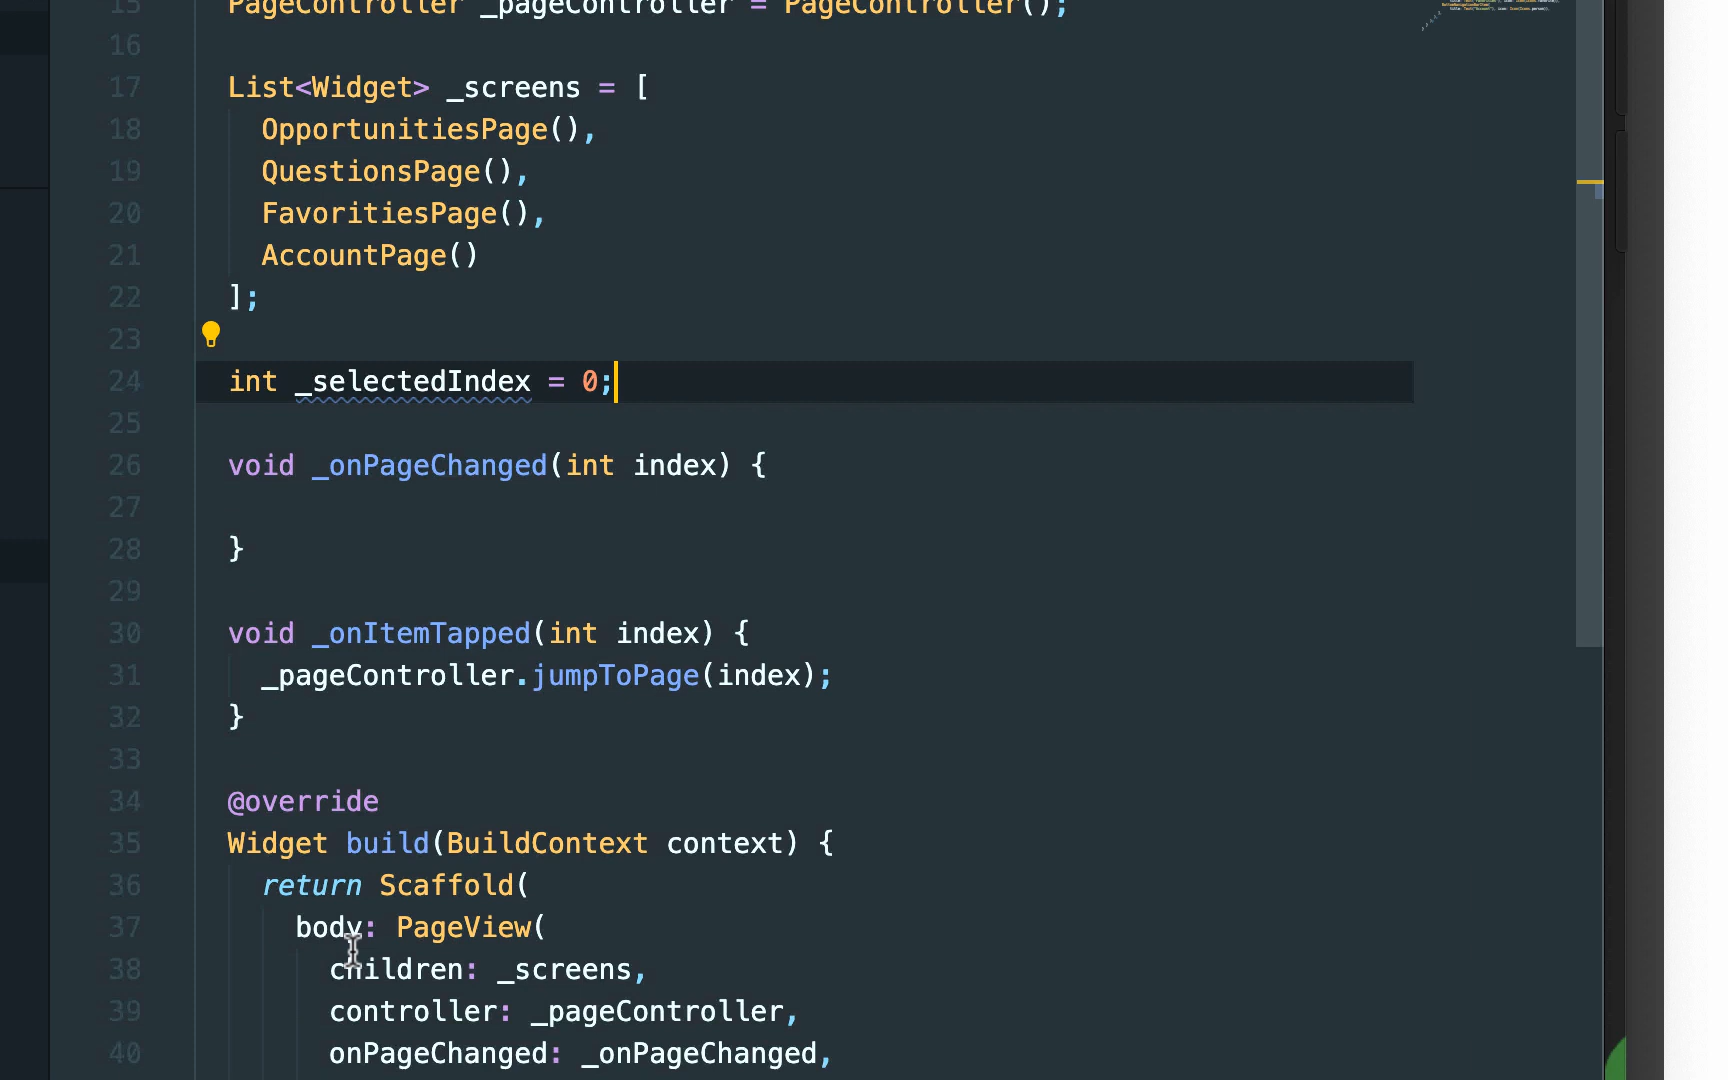 15 PageController _pageController = PageController();
16
17 List<Widget> _screens = [
18 OpportunitiesPage(),
19 QuestionsPage(),
20 FavoritiesPage(),
21 AccountPage()
22 ];
23
24 int _selectedIndex = 0;
25
26 void _onPageChanged(int index) {
27
28 }
29
30 void _onItemTapped(int index) {
31 _pageController.jumpToPage(index);
32 }
33
34 @override
35 Widget build(BuildContext context) {
36 return Scaffold(
37 body: PageView(
38 children: _screens,
39 controller: _pageController,
40 onPageChanged: _onPageChanged,